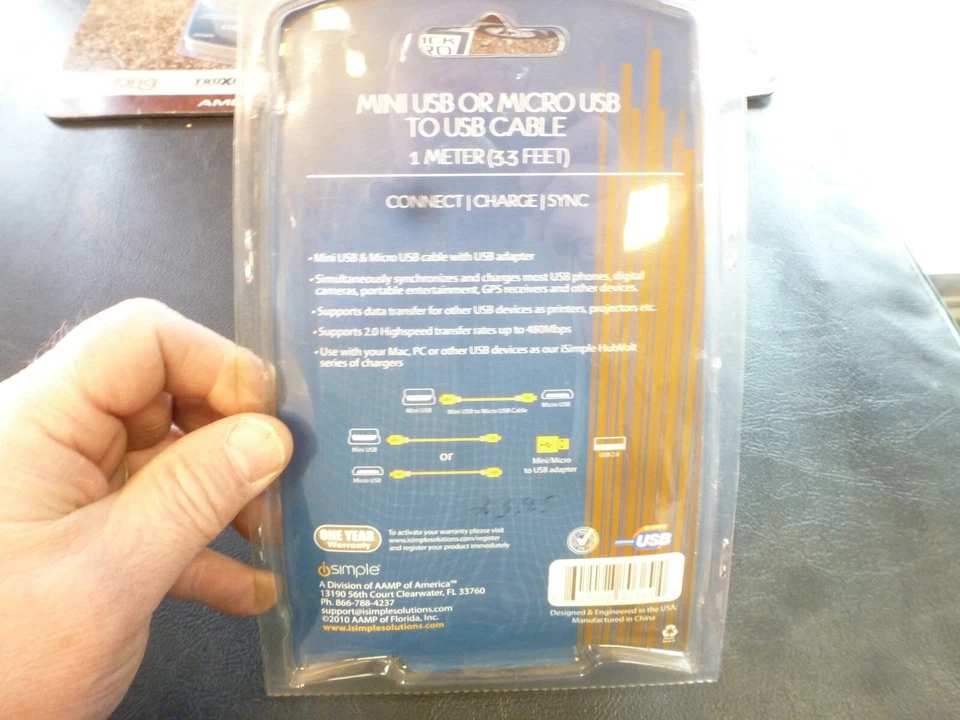 MINI USB OR MICRO USB
TO USB CABLE
1 METER (3.3 FEET)
CONNECT | CHARGE | SYNC
• Mini USB & Micro USB cable with USB adapter
• Simultaneously synchronizes and charges most USB phones, digital
cameras, portable entertainment, GPS receivers and other devices.
• Supports data transfer for other USB devices as printers, projectors etc.
• Supports 2.0 Highspeed transfer rates up to 480Mbps
• Use with your Mac, PC or other USB devices as our iSimple HubVolt
series of chargers
Mini USB
Mini USB to Micro USB Cable
Micro USB
Mini USB
or
Micro USB
Mini/Micro
to USB adapter
USB 2.0
ONE YEAR
Warranty
To activate your warranty please visit
www.isimplesolutions.com/register
and register your product immediately
USB
isimple
A Division of AAMP of America™
13190 56th Court Clearwater, FL 33760
Ph. 866-788-4237
support@isimplesolutions.com
©2010 AAMP of Florida, Inc.
www.isimplesolutions.com
Designed & Engineered in the USA.
Manufactured in China